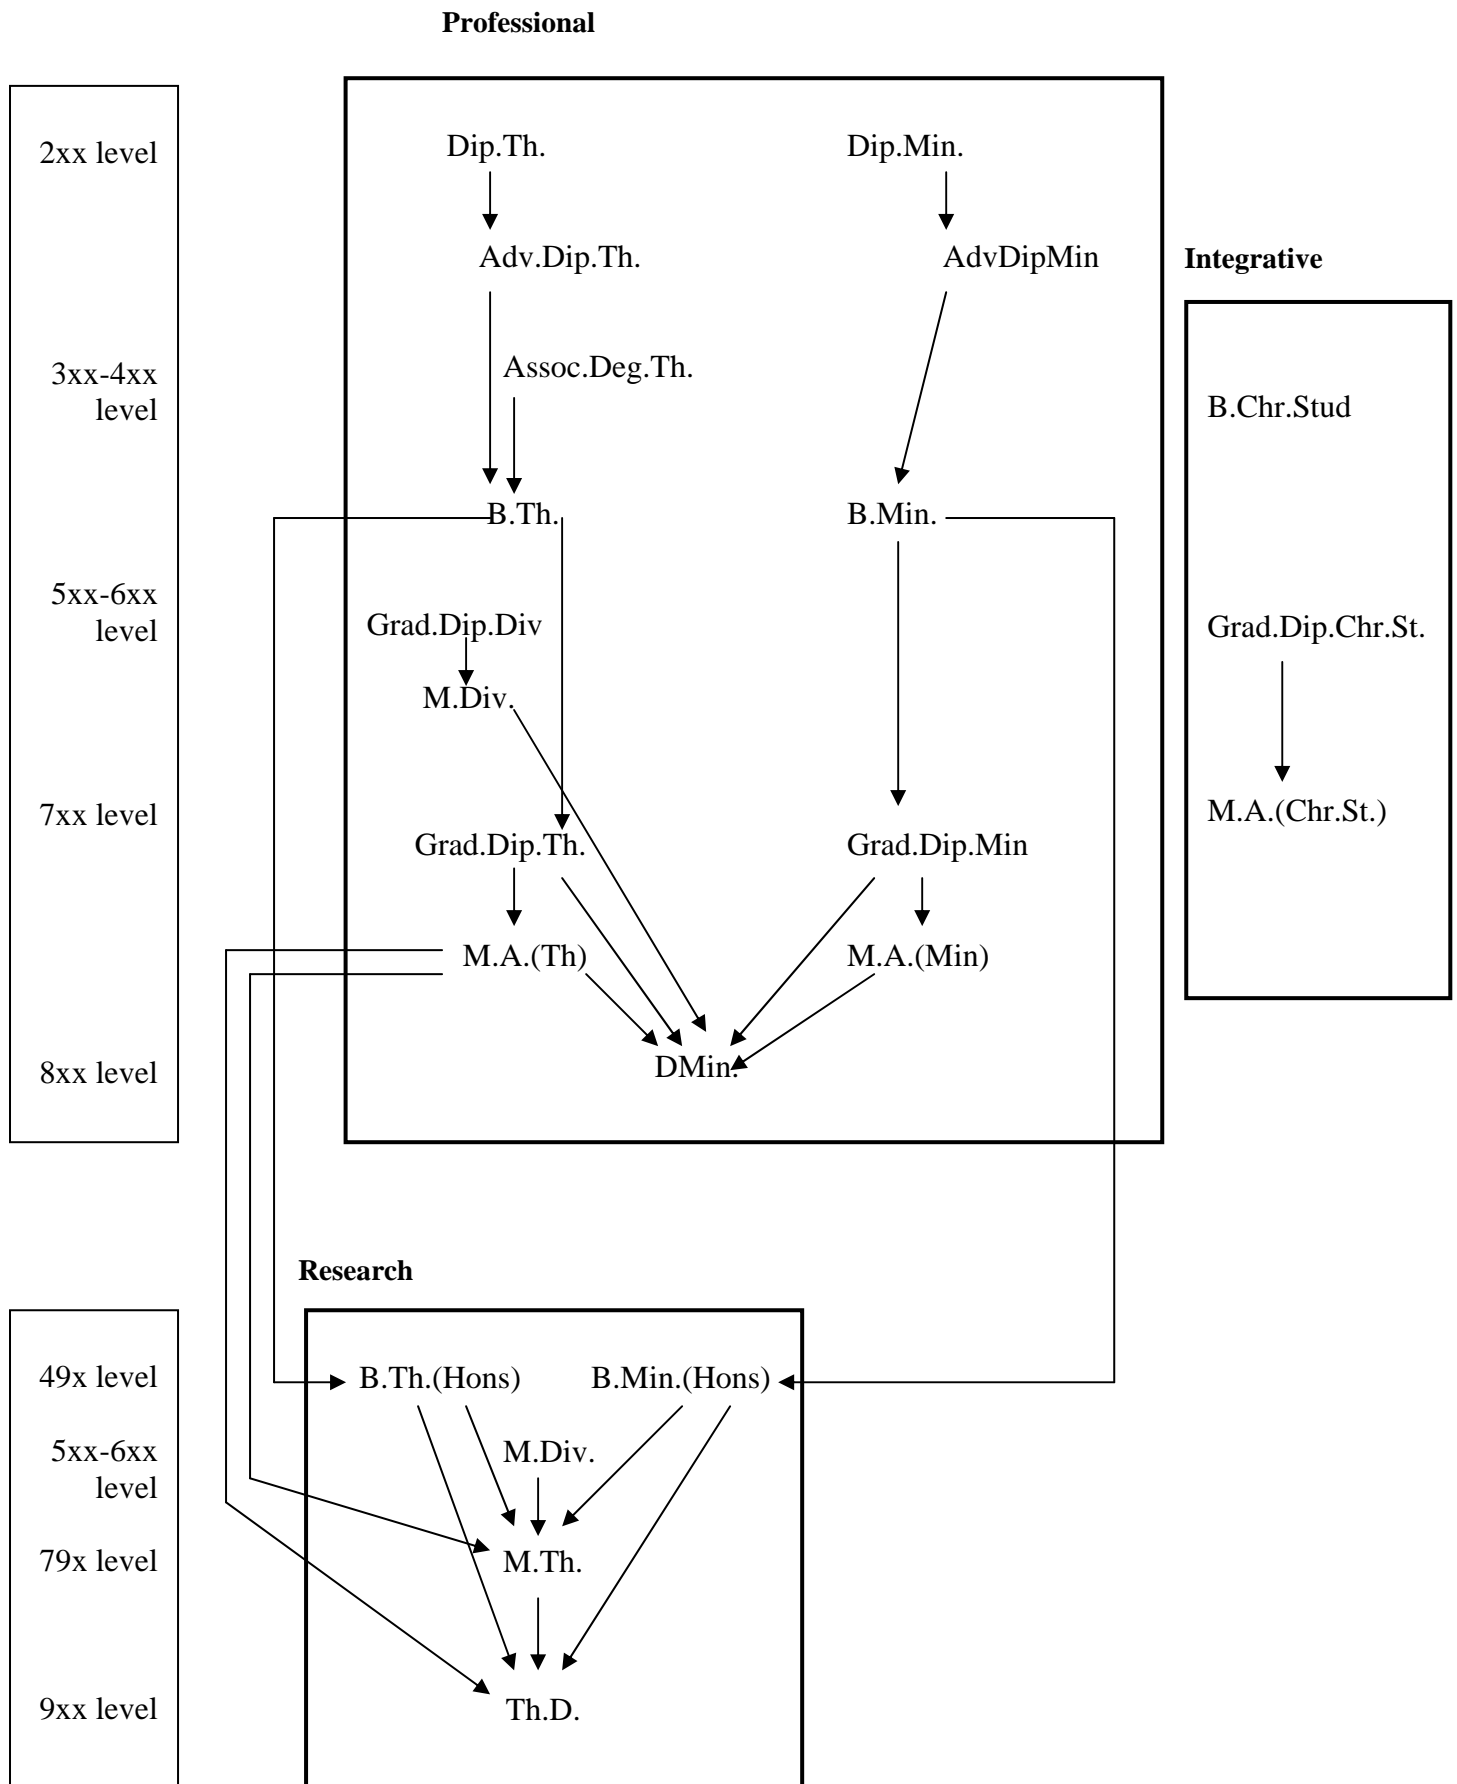 Professional
2xx level
Dip.Th.
Dip.Min.
Adv.Dip.Th.
AdvDipMin
Integrative
3xx-4xx
level
Assoc.Deg.Th.
B.Chr.Stud
B.Th.
B.Min.
5xx-6xx
level
Grad.Dip.Div
Grad.Dip.Chr.St.
M.Div.
7xx level
M.A.(Chr.St.)
Grad.Dip.Th.
Grad.Dip.Min
M.A.(Th)
M.A.(Min)
8xx level
DMin.
Research
49x level
B.Th.(Hons)
B.Min.(Hons)
5xx-6xx
level
M.Div.
79x level
M.Th.
9xx level
Th.D.